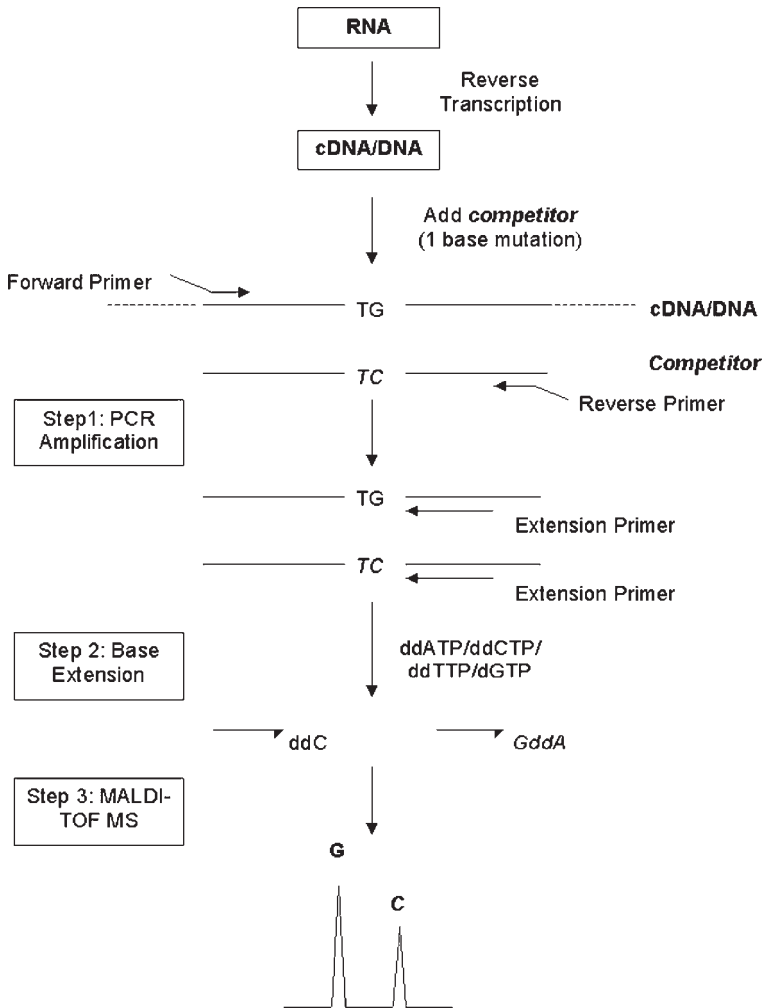 RNA
Reverse
Transcription
cDNA/DNA
Add competitor
(1 base mutation)
Forward Primer
TG
cDNA/DNA
TC
Competitor
Reverse Primer
Step1: PCR
Amplification
TG
Extension Primer
TC
Extension Primer
Step 2: Base
Extension
ddATP/ddCTP/
ddTTP/dGTP
ddC
GddA
Step 3: MALDI-
TOF MS
G
C